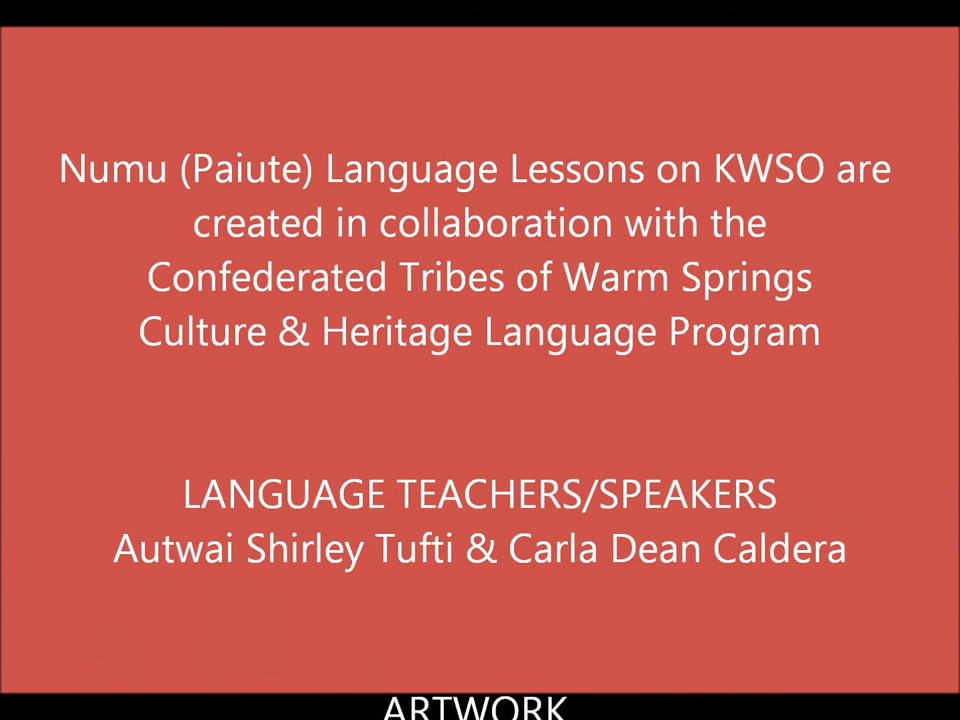 Numu (Paiute) Language Lessons on KWSO are
created in collaboration with the
Confederated Tribes of Warm Springs
Culture & Heritage Language Program
LANGUAGE TEACHERS/SPEAKERS
Autwai Shirley Tufti & Carla Dean Caldera
ARTWORK